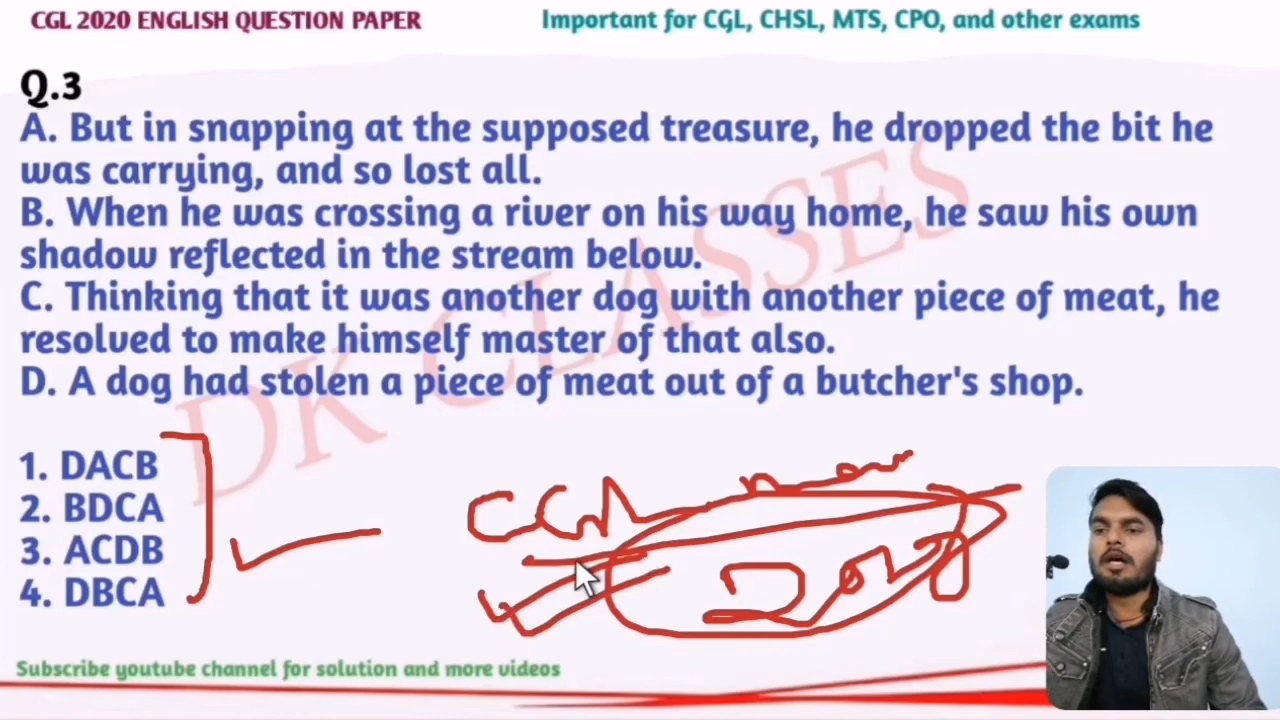 CGL 2020 ENGLISH QUESTION PAPER
Important for CGL, CHSL, MTS, CPO, and other exams
Q.3
A. But in snapping at the supposed treasure, he dropped the bit he
was carrying, and so lost all.
B. When he was crossing a river on his way home, he saw his own
shadow reflected in the stream below.
C. Thinking that it was another dog with another piece of meat, he
resolved to make himself master of that also.
D. A dog had stolen a piece of meat out of a butcher's shop.
DK CLASSES
1. DACB
2. BDCA
3. ACDB
4. DBCA
CGL
Subscribe youtube channel for solution and more videos